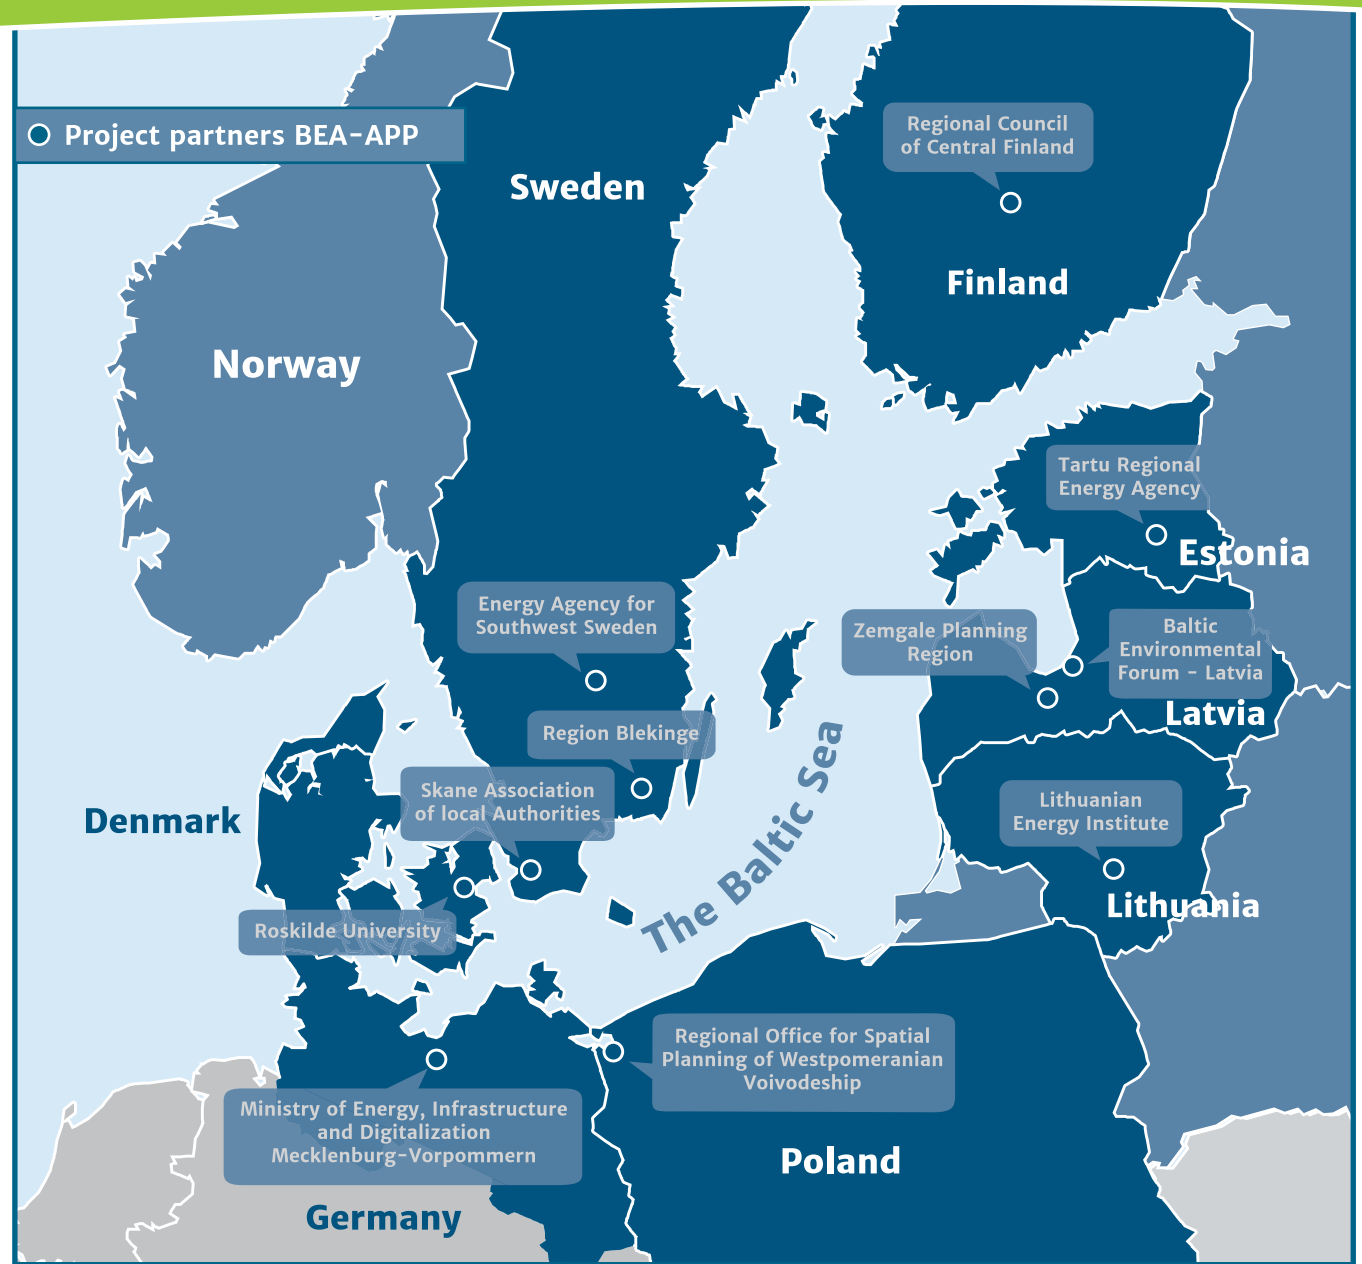 Project partners BEA-APP
Regional Council
of Central Finland
Sweden
Finland
Norway
Tartu Regional
Energy Agency
Estonia
Energy Agency for
Southwest Sweden
Zemgale Planning
Region
Baltic
Environmental
Forum - Latvia
Latvia
Region Blekinge
Skane Association
of local Authorities
Denmark
The Baltic Sea
Lithuanian
Energy Institute
Lithuania
Roskilde University
Regional Office for Spatial
Planning of Westpomeranian
Voivodeship
Ministry of Energy, Infrastructure
and Digitalization
Mecklenburg-Vorpommern
Poland
Germany